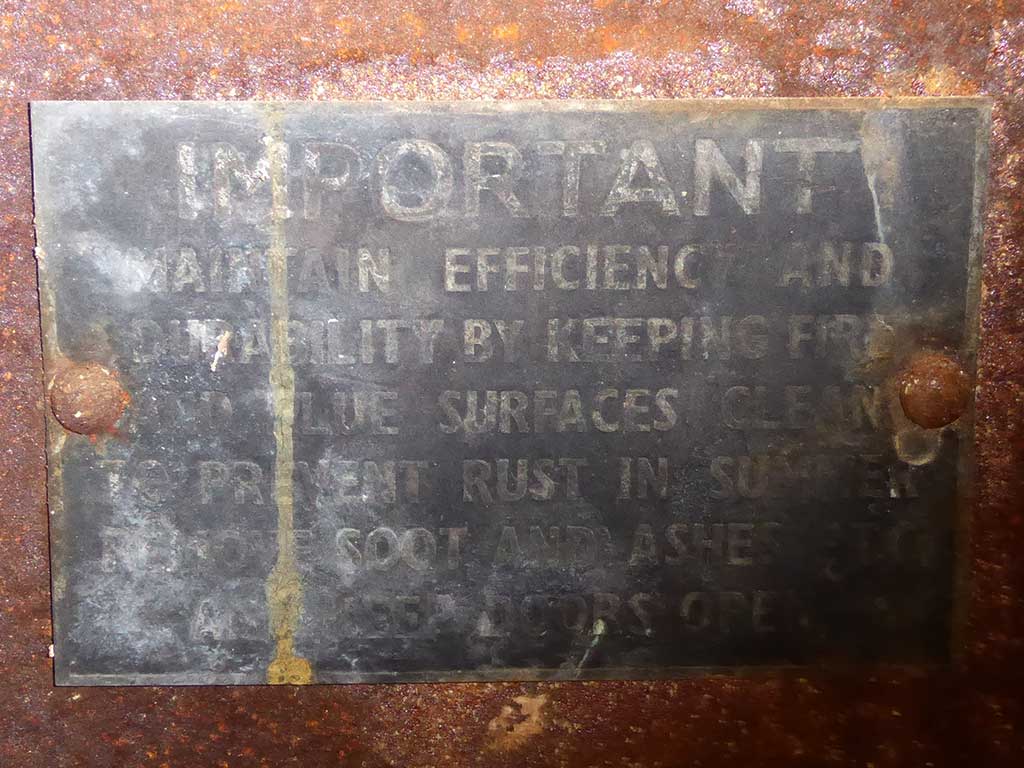 IMPORTANT
MAINTAIN EFFICIENCY AND
DURABILITY BY KEEPING FIRE
AND FLUE SURFACES CLEAN
TO PREVENT RUST IN SUMMER
REMOVE SOOT AND ASHES ETC
AND KEEP DOORS OPEN